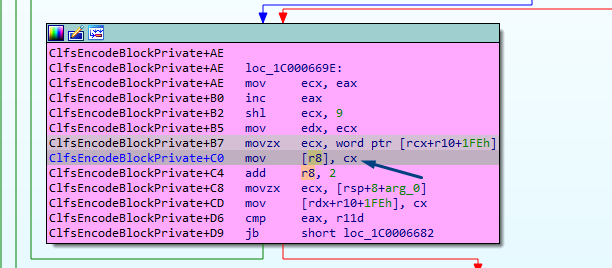 ClfsEncodeBlockPrivate+AE
ClfsEncodeBlockPrivate+AE loc_1C000669E:
ClfsEncodeBlockPrivate+AE mov ecx, eax
ClfsEncodeBlockPrivate+B0 inc eax
ClfsEncodeBlockPrivate+B2 shl ecx, 9
ClfsEncodeBlockPrivate+B5 mov edx, ecx
ClfsEncodeBlockPrivate+B7 movzx ecx, word ptr [rcx+r10+1FEh]
ClfsEncodeBlockPrivate+C0 mov [r8], cx
ClfsEncodeBlockPrivate+C4 add r8, 2
ClfsEncodeBlockPrivate+C8 movzx ecx, [rsp+8+arg_0]
ClfsEncodeBlockPrivate+CD mov [rdx+r10+1FEh], cx
ClfsEncodeBlockPrivate+D6 cmp eax, r11d
ClfsEncodeBlockPrivate+D9 jb short loc_1C0006682